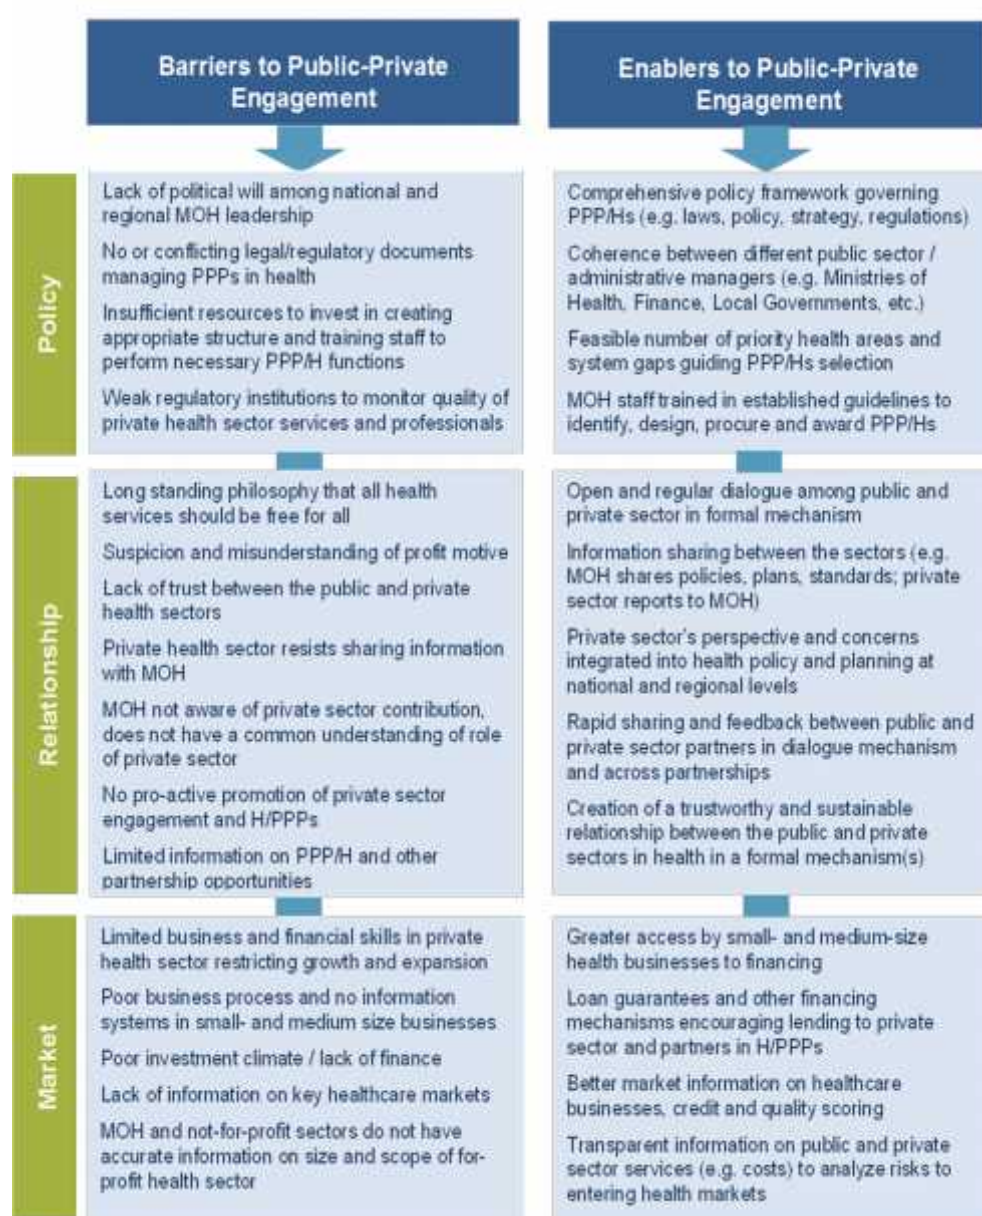 Barriers to Public-Private
Engagement
Enablers to Public-Private
Engagement
Policy
Lack of political will among national and
regional MOH leadership
No or conflicting legal/regulatory documents
managing PPPs in health
Insufficient resources to invest in creating
appropriate structure and training staff to
perform necessary PPP/H functions
Weak regulatory institutions to monitor quality of
private health sector services and professionals
Comprehensive policy framework governing
PPP/Hs (e.g. laws, policy, strategy, regulations)
Coherence between different public sector /
administrative managers (e.g. Ministries of
Health, Finance, Local Governments, etc.)
Feasible number of priority health areas and
system gaps guiding PPP/Hs selection
MOH staff trained in established guidelines to
identify, design, procure and award PPP/Hs
Relationship
Long standing philosophy that all health
services should be free for all
Suspicion and misunderstanding of profit motive
Lack of trust between the public and private
health sectors
Private health sector resists sharing information
with MOH
MOH not aware of private sector contribution,
does not have a common understanding of role
of private sector
No pro-active promotion of private sector
engagement and H/PPPs
Limited information on PPP/H and other
partnership opportunities
Open and regular dialogue among public and
private sector in formal mechanism
Information sharing between the sectors (e.g.
MOH shares policies, plans, standards; private
sector reports to MOH)
Private sector's perspective and concerns
integrated into health policy and planning at
national and regional levels
Rapid sharing and feedback between public and
private sector partners in dialogue mechanism
and across partnerships
Creation of a trustworthy and sustainable
relationship between the public and private
sectors in health in a formal mechanism(s)
Market
Limited business and financial skills in private
health sector restricting growth and expansion
Poor business process and no information
systems in small- and medium size businesses
Poor investment climate / lack of finance
Lack of information on key healthcare markets
MOH and not-for-profit sectors do not have
accurate information on size and scope of for-
profit health sector
Greater access by small- and medium-size
health businesses to financing
Loan guarantees and other financing
mechanisms encouraging lending to private
sector and partners in H/PPPs
Better market information on healthcare
businesses, credit and quality scoring
Transparent information on public and private
sector services (e.g. costs) to analyze risks to
entering health markets